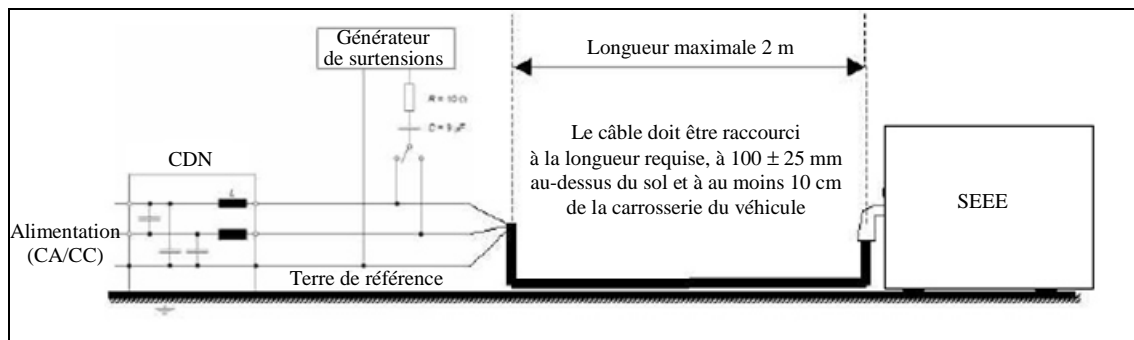 Générateur
de surtensions
Longueur maximale 2 m
R = 10 Ω
C = 9 µF
Le câble doit être raccourci
à la longueur requise, à 100 ± 25 mm
au-dessus du sol et à au moins 10 cm
de la carrosserie du véhicule
CDN
L
SEEE
Alimentation
(CA/CC)
Terre de référence